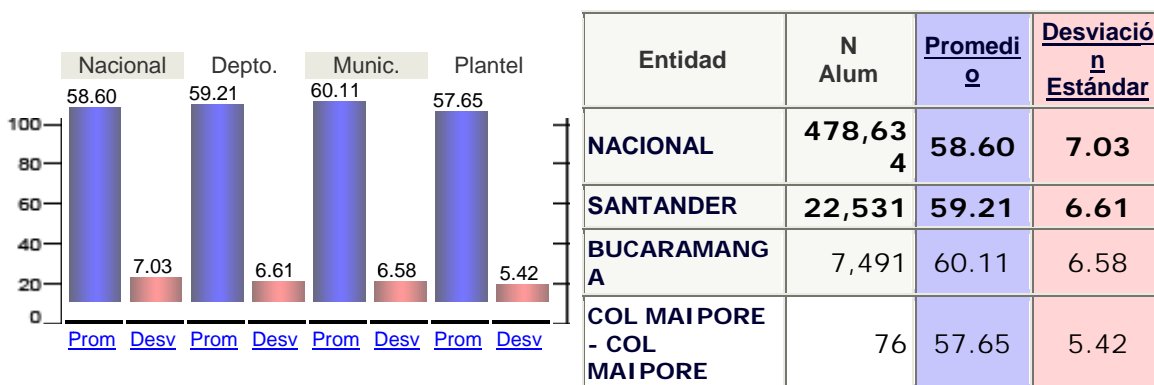 Nacional Depto. Munic. Plantel
58.60 59.21 60.11 57.65
100
80
60
40
7.03 6.61 6.58 5.42
20
0
Prom Desv Prom Desv Prom Desv Prom Desv
Entidad
N
Alum
Promedi
o
Desviació
n
Estándar
NACIONAL
478,63
4
58.60
7.03
SANTANDER 22,531 59.21 6.61
BUCARAMANG
A
7,491 60.11 6.58
COL MAIPORE
- COL
MAIPORE
76 57.65 5.42